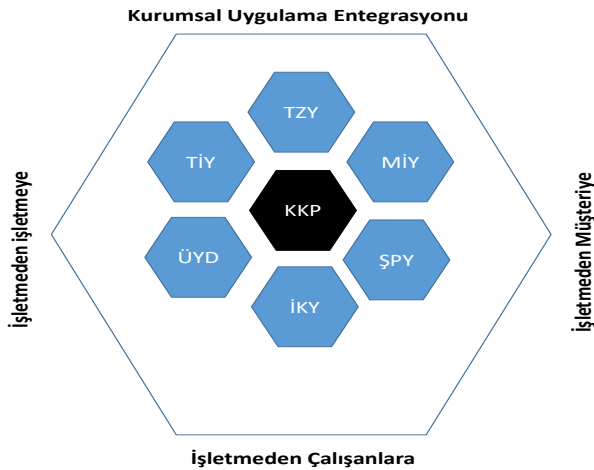 Kurumsal Uygulama Entegrasyonu
TZY
TİY
MİY
KKP
ÜYD
ŞPY
İKY
İşletmeden işletmeye
İşletmeden Müşteriye
İşletmeden Çalışanlara